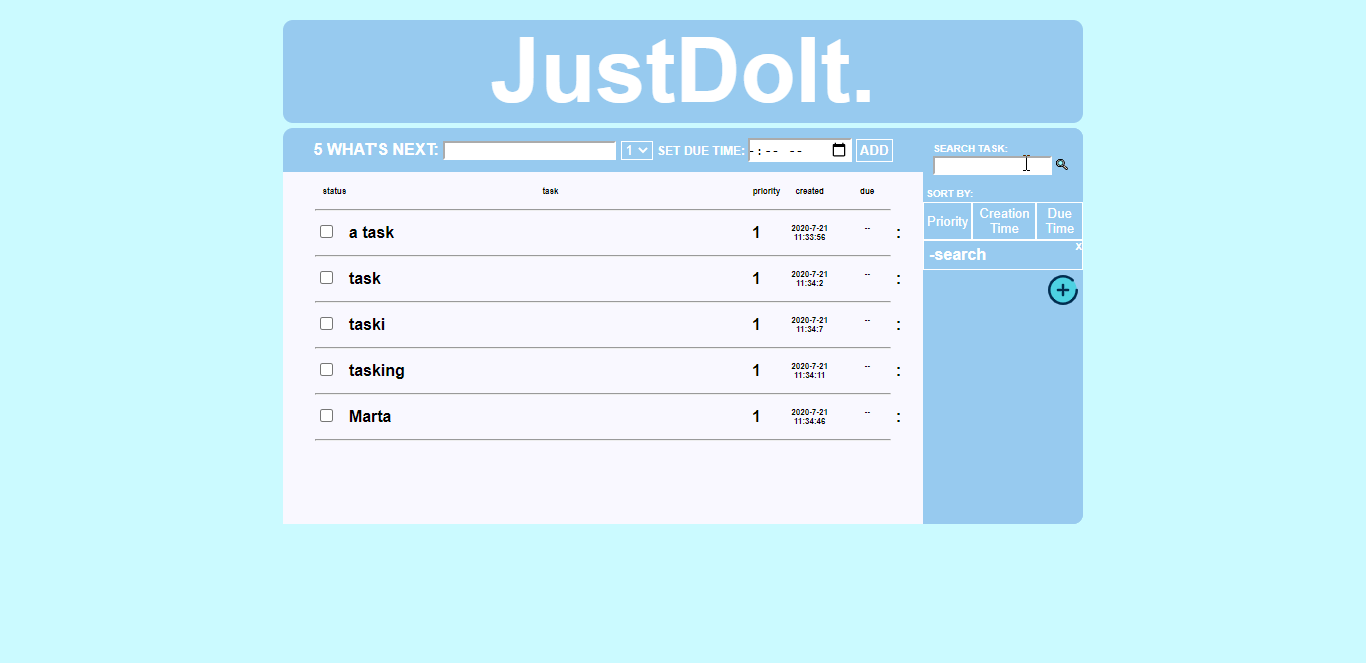 JustDoIt.
5 WHAT'S NEXT: 1 SET DUE TIME: -:-- -- ADD
SEARCH TASK:
SORT BY:
Priority Creation Time Due Time
-search x
status task priority created due
a task 1 2020-7-21 11:33:56 -- :
task 1 2020-7-21 11:34:2 -- :
taski 1 2020-7-21 11:34:7 -- :
tasking 1 2020-7-21 11:34:11 -- :
Marta 1 2020-7-21 11:34:46 -- :